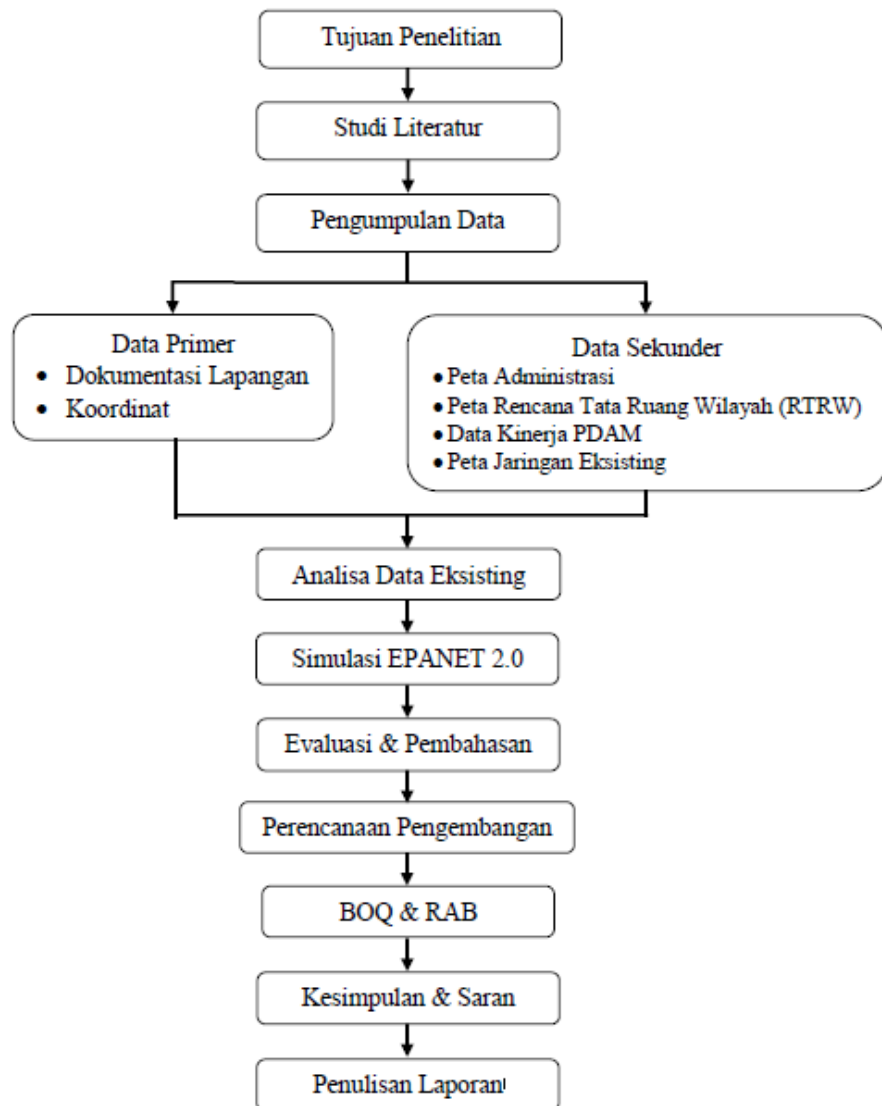 Tujuan Penelitian
Studi Literatur
Pengumpulan Data
Data Primer
• Dokumentasi Lapangan
• Koordinat
Data Sekunder
• Peta Administrasi
• Peta Rencana Tata Ruang Wilayah (RTRW)
• Data Kinerja PDAM
• Peta Jaringan Eksisting
Analisa Data Eksisting
Simulasi EPANET 2.0
Evaluasi & Pembahasan
Perencanaan Pengembangan
BOQ & RAB
Kesimpulan & Saran
Penulisan Laporan